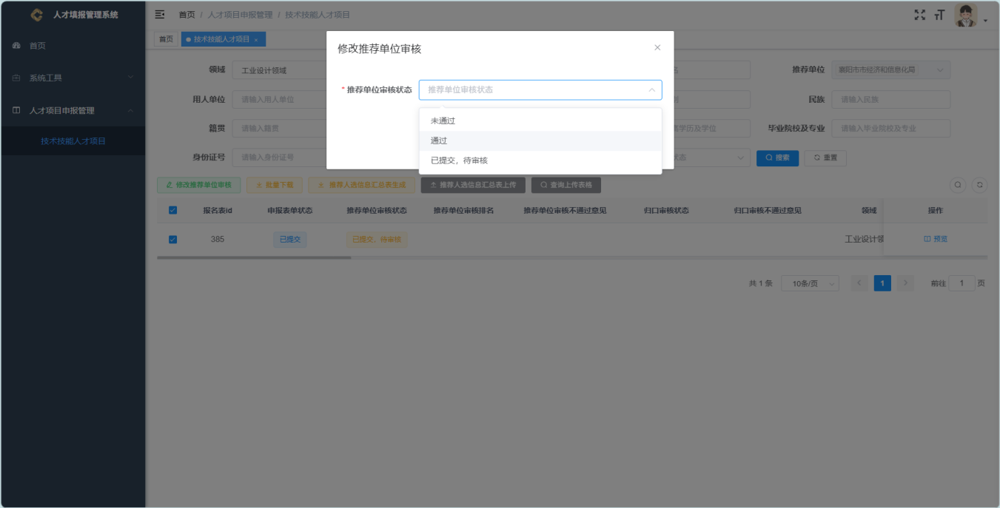 人才填报管理系统
首页 / 人才项目申报管理 / 技术技能人才项目
首页
系统工具
人才项目申报管理
技术技能人才项目
首页
技术技能人才项目 ×
领域 工业设计领域
推荐单位 襄阳市市经济和信息化局
用人单位 请输入用人单位
民族 请输入民族
籍贯 请输入籍贯
高学历及学位
毕业院校及专业 请输入毕业院校及专业
身份证号 请输入身份证号
状态
搜索
重置
修改推荐单位审核
* 推荐单位审核状态 推荐单位审核状态
未通过
通过
已提交，待审核
修改推荐单位审核
批量下载
推荐人选信息汇总表生成
推荐人选信息汇总表上传
查询上传表格
报名表id 申报表单状态 推荐单位审核状态 推荐单位审核排名 推荐单位审核不通过意见 归口审核状态 归口审核不通过意见 领域 操作
385 已提交 已提交，待审核 工业设计领 预览
共 1 条 10条/页 1 前往 1 页